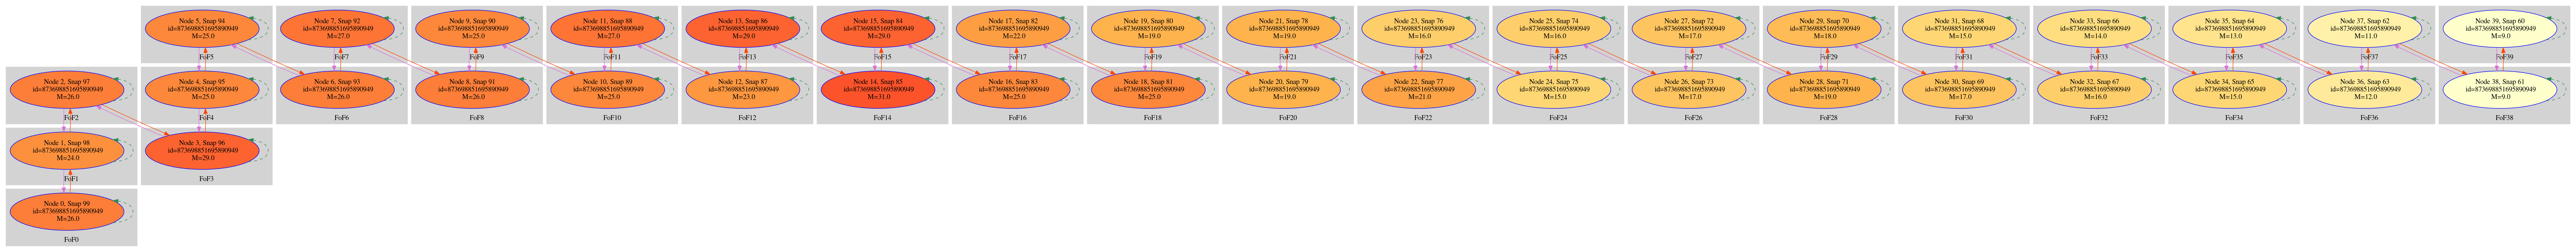 Node 5, Snap 94
id=873698851695890949
M=25.0
FoF5
Node 7, Snap 92
id=873698851695890949
M=27.0
FoF7
Node 9, Snap 90
id=873698851695890949
M=25.0
FoF9
Node 11, Snap 88
id=873698851695890949
M=27.0
FoF11
Node 13, Snap 86
id=873698851695890949
M=29.0
FoF13
Node 15, Snap 84
id=873698851695890949
M=29.0
FoF15
Node 17, Snap 82
id=873698851695890949
M=22.0
FoF17
Node 19, Snap 80
id=873698851695890949
M=19.0
FoF19
Node 21, Snap 78
id=873698851695890949
M=19.0
FoF21
Node 23, Snap 76
id=873698851695890949
M=16.0
FoF23
Node 25, Snap 74
id=873698851695890949
M=16.0
FoF25
Node 27, Snap 72
id=873698851695890949
M=17.0
FoF27
Node 29, Snap 70
id=873698851695890949
M=18.0
FoF29
Node 31, Snap 68
id=873698851695890949
M=15.0
FoF31
Node 33, Snap 66
id=873698851695890949
M=14.0
FoF33
Node 35, Snap 64
id=873698851695890949
M=13.0
FoF35
Node 37, Snap 62
id=873698851695890949
M=11.0
FoF37
Node 39, Snap 60
id=873698851695890949
M=9.0
FoF39
Node 2, Snap 97
id=873698851695890949
M=26.0
FoF2
Node 4, Snap 95
id=873698851695890949
M=25.0
FoF4
Node 6, Snap 93
id=873698851695890949
M=26.0
FoF6
Node 8, Snap 91
id=873698851695890949
M=26.0
FoF8
Node 10, Snap 89
id=873698851695890949
M=25.0
FoF10
Node 12, Snap 87
id=873698851695890949
M=23.0
FoF12
Node 14, Snap 85
id=873698851695890949
M=31.0
FoF14
Node 16, Snap 83
id=873698851695890949
M=25.0
FoF16
Node 18, Snap 81
id=873698851695890949
M=25.0
FoF18
Node 20, Snap 79
id=873698851695890949
M=19.0
FoF20
Node 22, Snap 77
id=873698851695890949
M=21.0
FoF22
Node 24, Snap 75
id=873698851695890949
M=15.0
FoF24
Node 26, Snap 73
id=873698851695890949
M=17.0
FoF26
Node 28, Snap 71
id=873698851695890949
M=19.0
FoF28
Node 30, Snap 69
id=873698851695890949
M=17.0
FoF30
Node 32, Snap 67
id=873698851695890949
M=16.0
FoF32
Node 34, Snap 65
id=873698851695890949
M=15.0
FoF34
Node 36, Snap 63
id=873698851695890949
M=12.0
FoF36
Node 38, Snap 61
id=873698851695890949
M=9.0
FoF38
Node 1, Snap 98
id=873698851695890949
M=24.0
FoF1
Node 3, Snap 96
id=873698851695890949
M=29.0
FoF3
Node 0, Snap 99
id=873698851695890949
M=26.0
FoF0